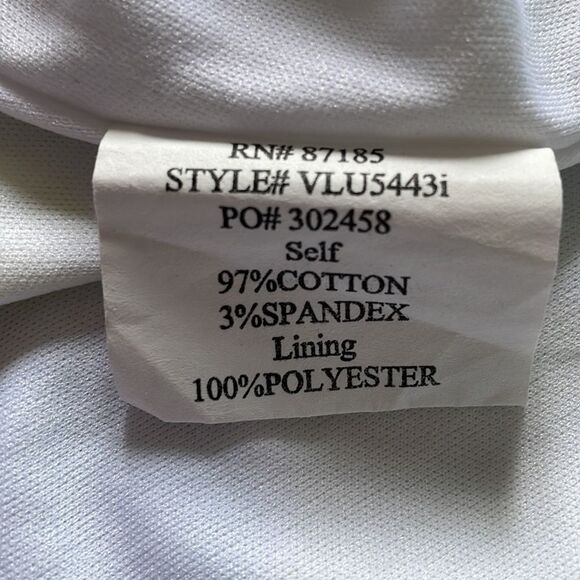 RN# 87185
STYLE# VLU5443i
PO# 302458
Self
97%COTTON
3%SPANDEX
Lining
100%POLYESTER